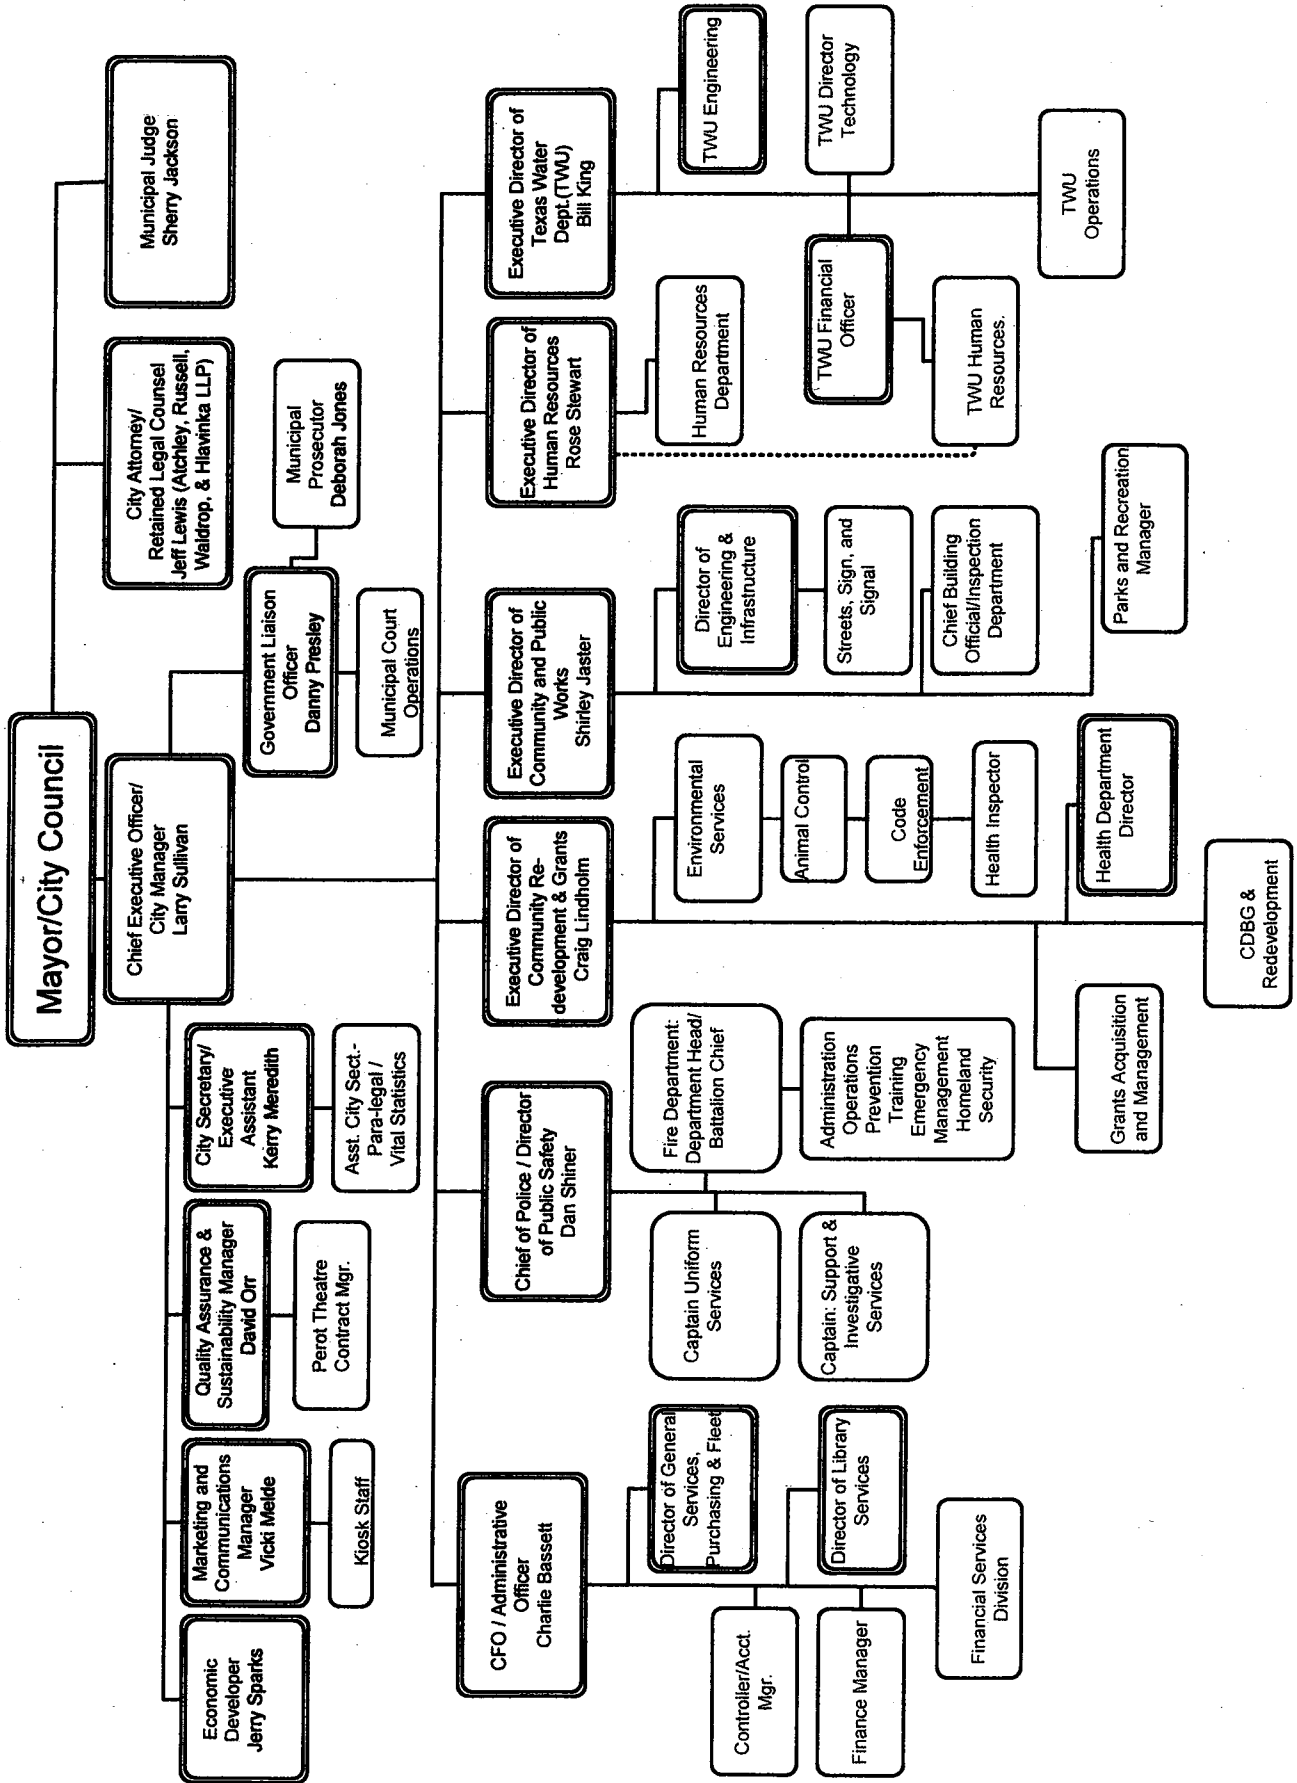 Mayor/City Council
Municipal Judge
Sherry Jackson
City Attorney/
Retained Legal Counsel
Jeff Lewis (Atchley, Russell,
Waldrop, & Hlavinka LLP)
Chief Executive Officer/
City Manager
Larry Sullivan
Government Liaison
Officer
Danny Presley
Municipal
Prosecutor
Deborah Jones
Municipal Court
Operations
Economic
Developer
Jerry Sparks
Marketing and
Communications
Manager
Vicki Melde
Kiosk Staff
Quality Assurance &
Sustainability Manager
David Orr
Perot Theatre
Contract Mgr.
City Secretary/
Executive
Assistant
Kerry Meredith
Asst. City Sect.-
Para-legal /
Vital Statistics
CFO / Administrative
Officer
Charlie Bassett
Director of General
Services,
Purchasing & Fleet
Controller/Acct.
Mgr.
Director of Library
Services
Finance Manager
Financial Services
Division
Chief of Police / Director
of Public Safety
Dan Shiner
Fire Department:
Department Head/
Battalion Chief
Administration
Operations
Prevention
Training
Emergency
Management
Homeland
Security
Captain Uniform
Services
Captain: Support &
Investigative
Services
Executive Director of
Community Re-
development & Grants
Craig Lindholm
Environmental
Services
Animal Control
Code
Enforcement
Health Inspector
Health Department
Director
Grants Acquisition
and Management
CDBG &
Redevelopment
Executive Director of
Community and Public
Works
Shirley Jaster
Director of
Engineering &
Infrastructure
Streets, Sign, and
Signal
Chief Building
Official/Inspection
Department
Parks and Recreation
Manager
Executive Director of
Human Resources
Rose Stewart
Human Resources
Department
Executive Director of
Texas Water
Dept.(TWU)
Bill King
TWU Engineering
TWU Director
Technology
TWU Financial
Officer
TWU Human
Resources.
TWU
Operations